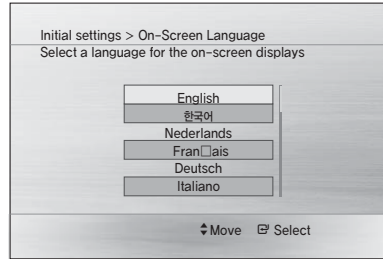 Initial settings > On-Screen Language
Select a language for the on-screen displays
English
한국어
Nederlands
Fran□ais
Deutsch
Italiano
Move Select